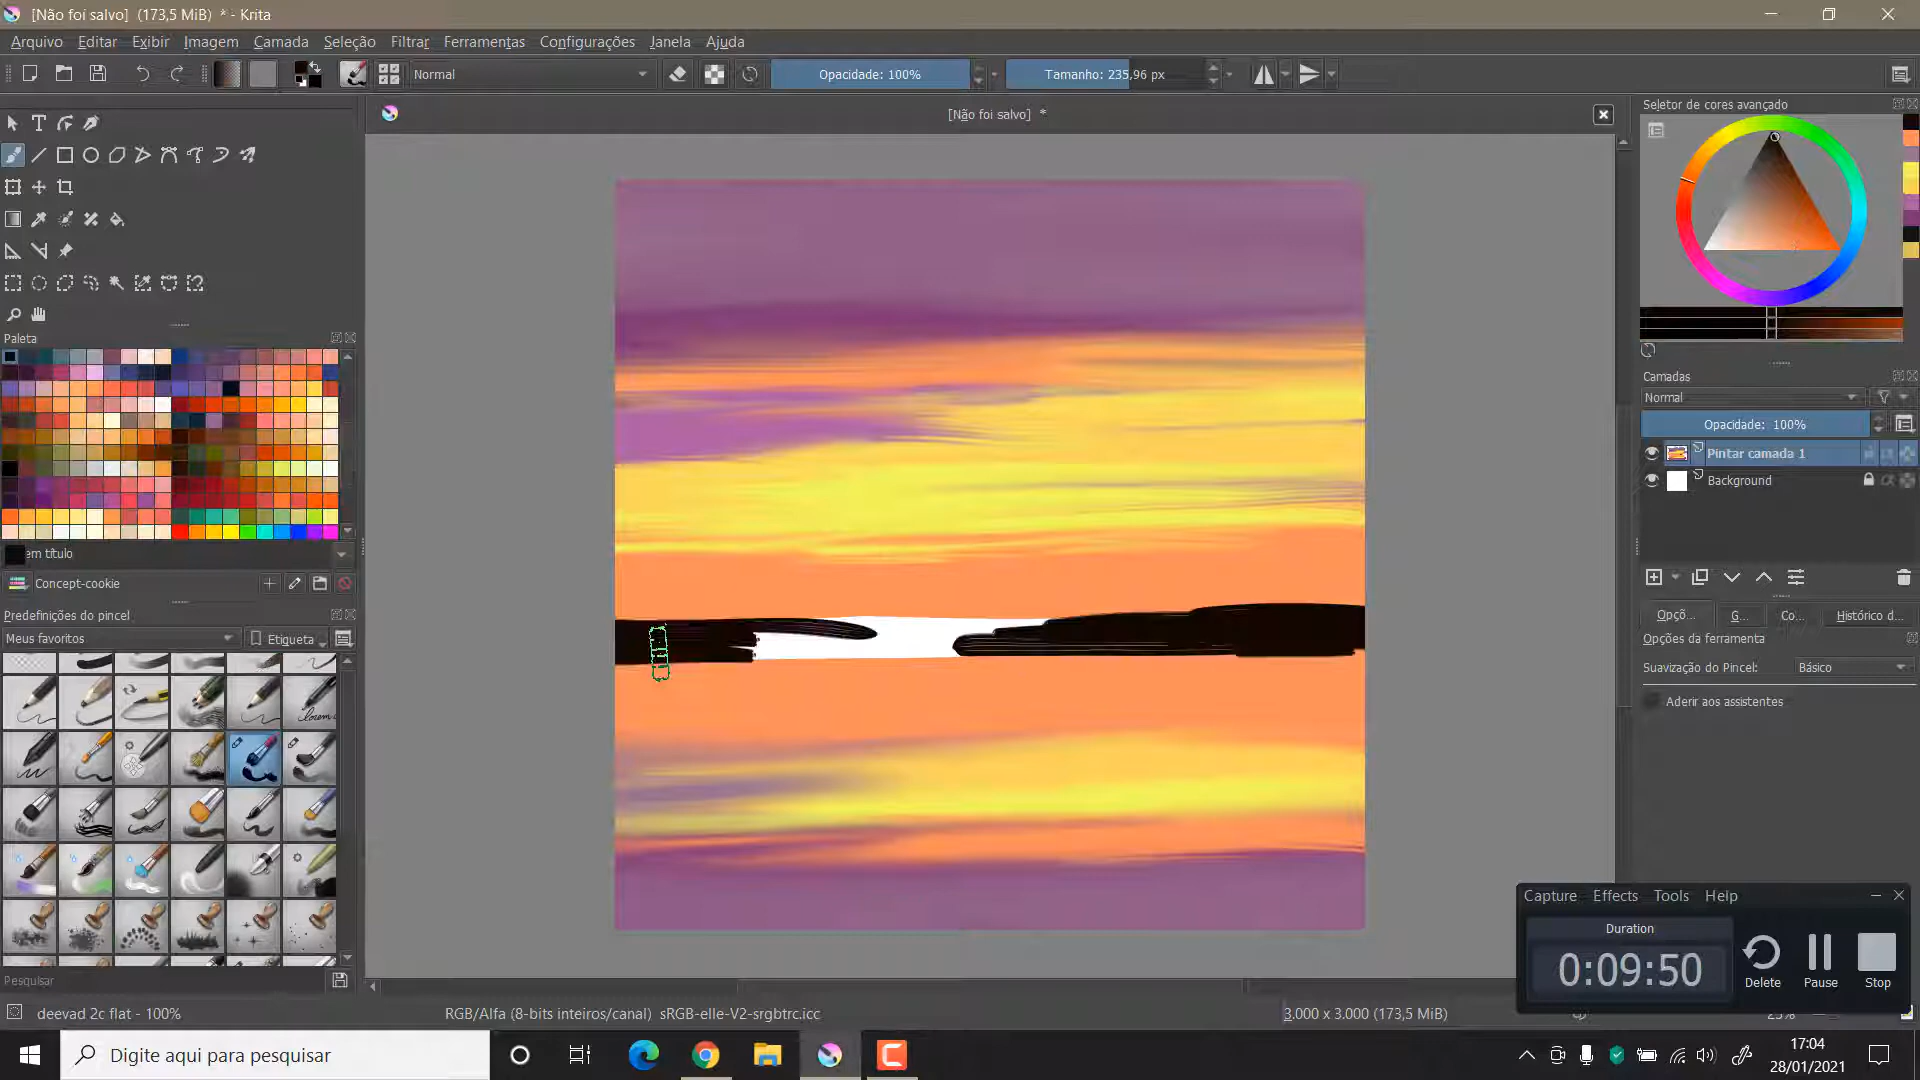 [Não foi salvo] (173,5 MiB) * - Krita
Arquivo Editar Exibir Imagem Camada Seleção Filtrar Ferramentas Configurações Janela Ajuda
Normal
Opacidade: 100%
Tamanho: 235,96 px
[Não foi salvo] *
Seletor de cores avançado
Paleta
Camadas
Normal
Opacidade: 100%
Pintar camada 1
Background
em título
Concept-cookie
Predefinições do pincel
Meus favoritos
Etiqueta
Opçõ... G... Co... Histórico d...
Opções da ferramenta
Suavização do Pincel: Básico
Aderir aos assistentes
Pesquisar
deevad 2c flat - 100%
RGB/Alfa (8-bits inteiros/canal) sRGB-elle-V2-srgbtrc.icc
3.000 x 3.000 (173,5 MiB)
Capture Effects Tools Help
Duration
0:09:50
Delete Pause Stop
Digite aqui para pesquisar
17:04
28/01/2021